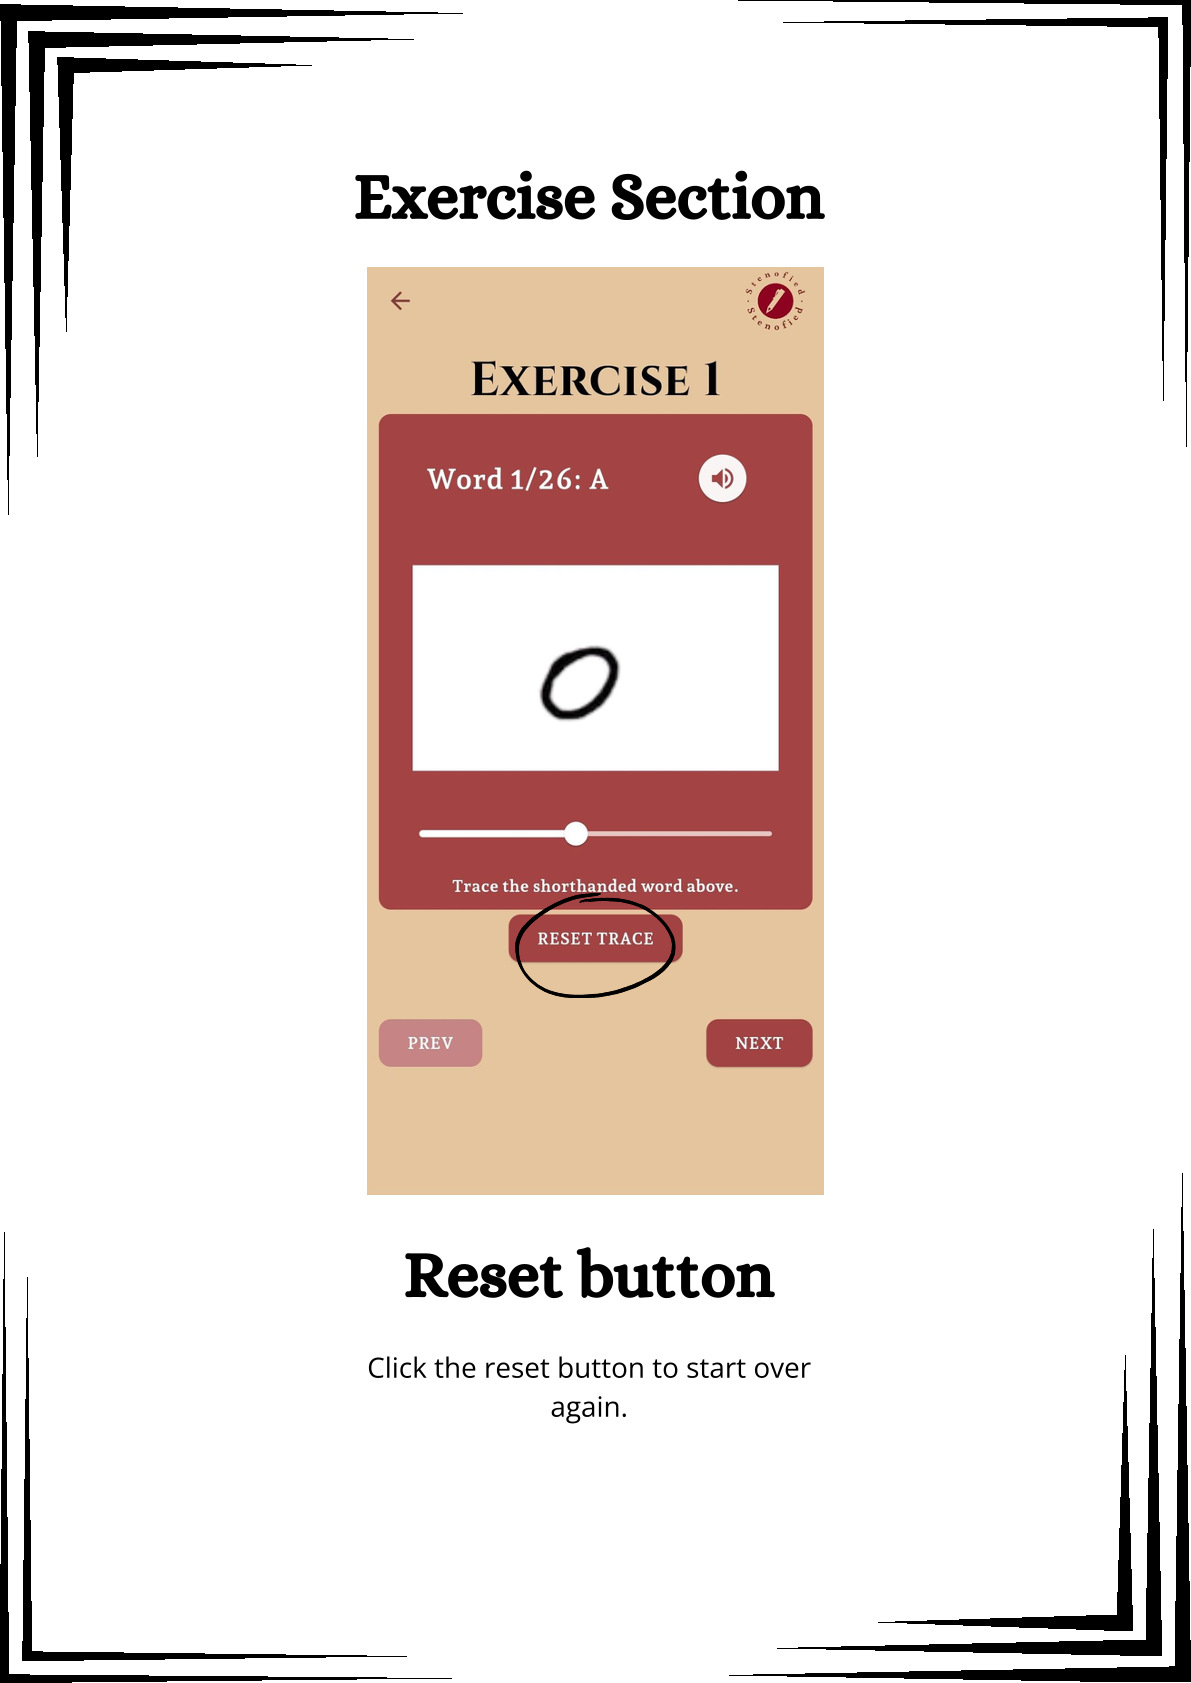 Exercise Section
· Stenofied · Stenofied
EXERCISE 1
Word 1/26: A
Trace the shorthanded word above.
RESET TRACE
PREV
NEXT
Reset button
Click the reset button to start over
again.